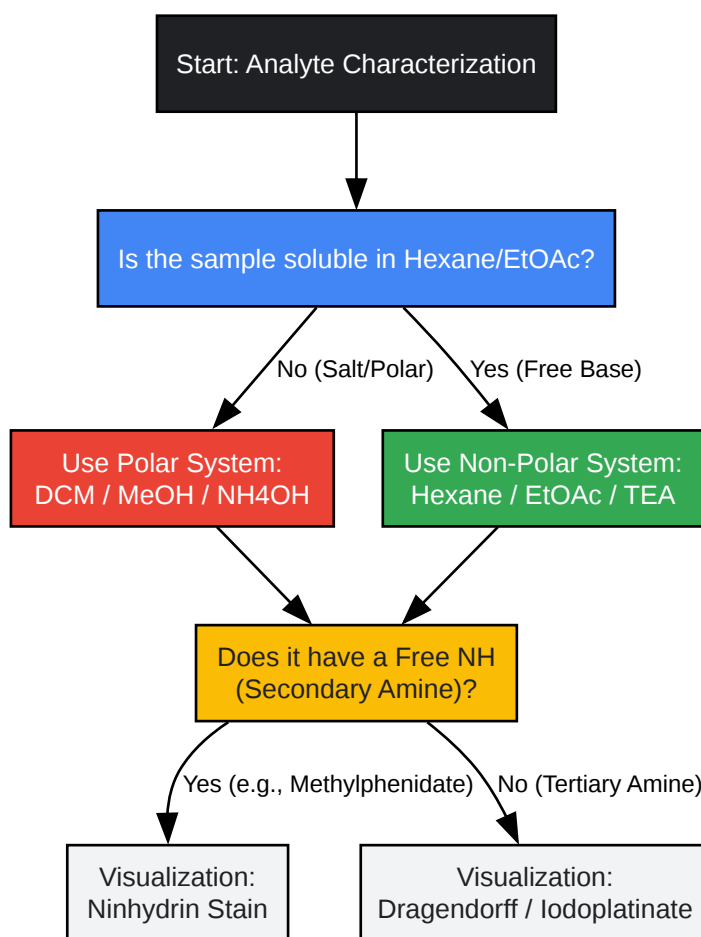 Start: Analyte Characterization
Is the sample soluble in Hexane/EtOAc?
No (Salt/Polar)
Yes (Free Base)
Use Polar System:
DCM / MeOH / NH4OH
Use Non-Polar System:
Hexane / EtOAc / TEA
Does it have a Free NH
(Secondary Amine)?
Yes (e.g., Methylphenidate)
No (Tertiary Amine)
Visualization:
Ninhydrin Stain
Visualization:
Dragendorff / Iodoplatinate